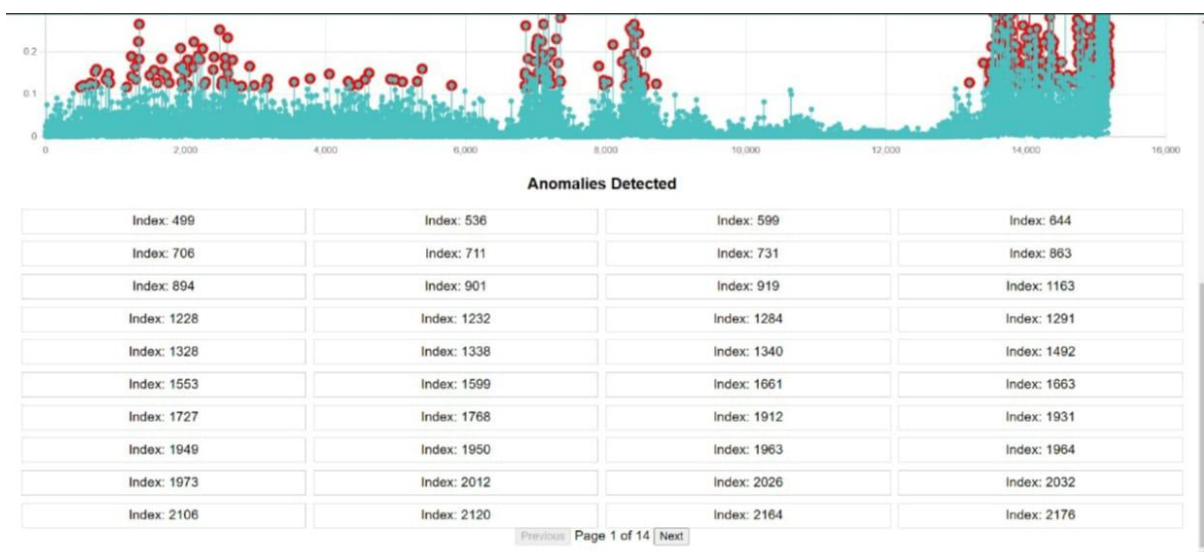 0.2
0.1
0
0 2,000 4,000 6,000 8,000 10,000 12,000 14,000 16,000
Anomalies Detected
Index: 499 Index: 536 Index: 599 Index: 644
Index: 706 Index: 711 Index: 731 Index: 863
Index: 894 Index: 901 Index: 919 Index: 1163
Index: 1228 Index: 1232 Index: 1284 Index: 1291
Index: 1328 Index: 1338 Index: 1340 Index: 1492
Index: 1553 Index: 1599 Index: 1661 Index: 1663
Index: 1727 Index: 1768 Index: 1912 Index: 1931
Index: 1949 Index: 1950 Index: 1963 Index: 1964
Index: 1973 Index: 2012 Index: 2026 Index: 2032
Index: 2106 Index: 2120 Index: 2164 Index: 2176
Previous Page 1 of 14 Next